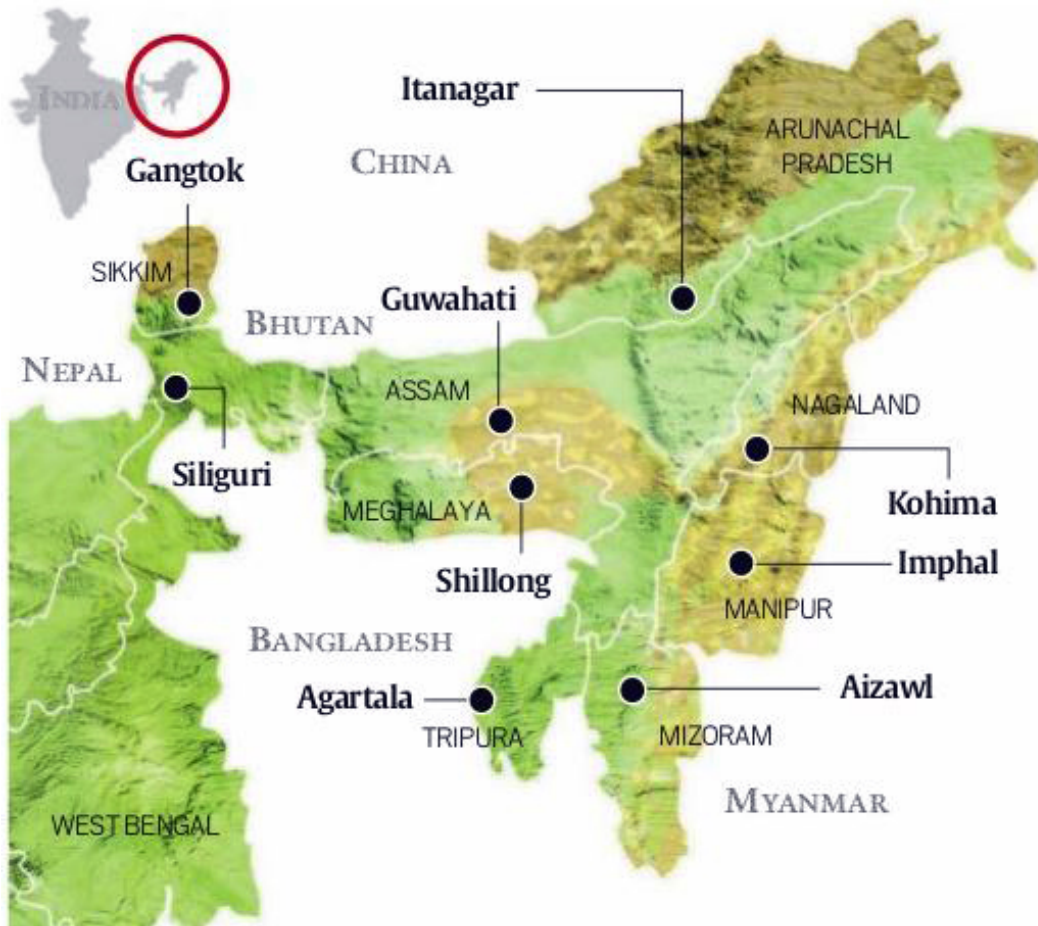 INDIA
Itanagar
ARUNACHAL
PRADESH
CHINA
Gangtok
SIKKIM
Guwahati
BHUTAN
NEPAL
ASSAM
NAGALAND
Siliguri
MEGHALAYA
Kohima
Shillong
Imphal
MANIPUR
BANGLADESH
Agartala
Aizawl
TRIPURA
MIZORAM
MYANMAR
WEST BENGAL